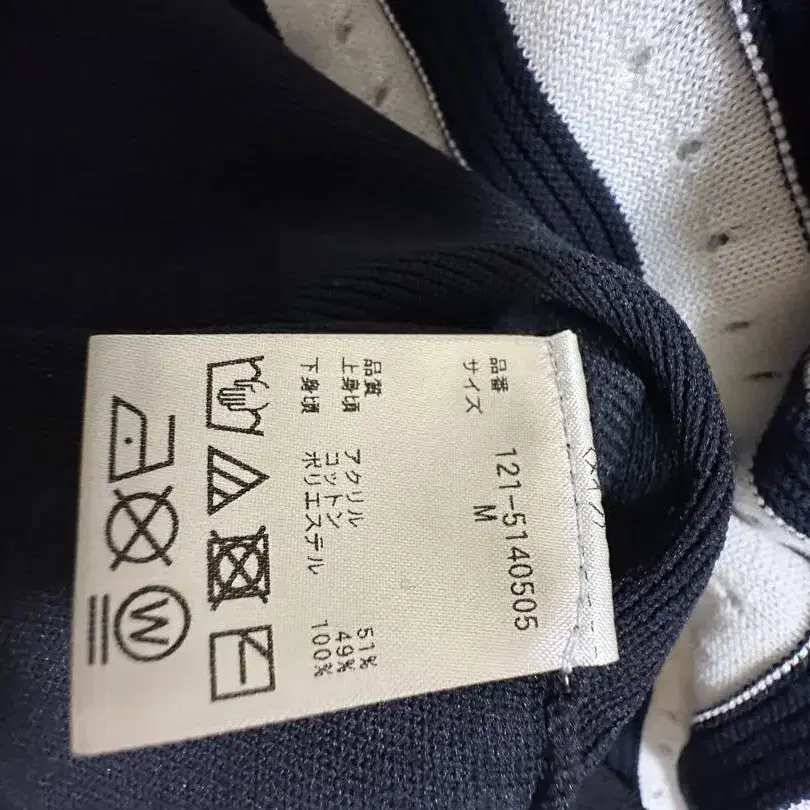 品番 121-5140505
サイズ M
品質
上身頃 アクリル 51%
コットン 49%
下身頃 ポリエステル 100%
W